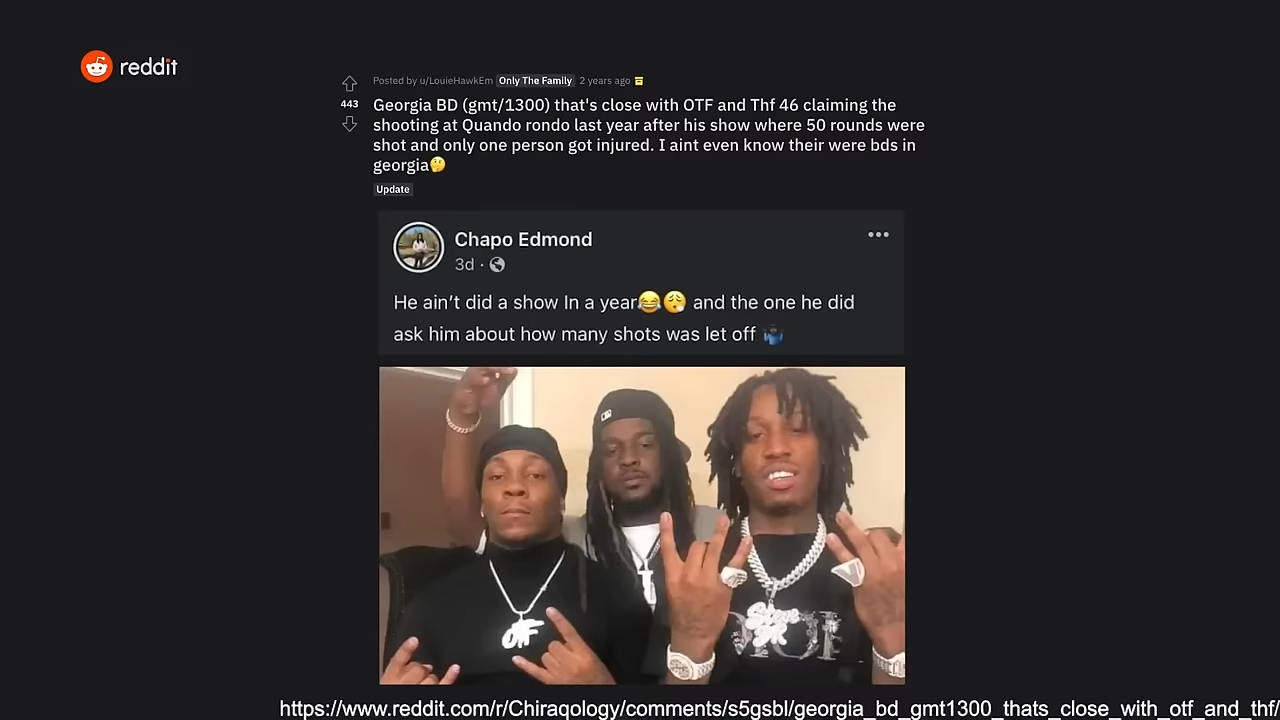 reddit
Posted by u/LouieHawkEm Only The Family 2 years ago
443
Georgia BD (gmt/1300) that's close with OTF and Thf 46 claiming the
shooting at Quando rondo last year after his show where 50 rounds were
shot and only one person got injured. I aint even know their were bds in
georgia🤔
Update
Chapo Edmond
3d ·
He ain’t did a show In a year😂😮‍💨 and the one he did
ask him about how many shots was let off 🤷🏿‍♂️
OTF
https://www.reddit.com/r/Chiraqology/comments/s5gsbl/georgia_bd_gmt1300_thats_close_with_otf_and_thf/